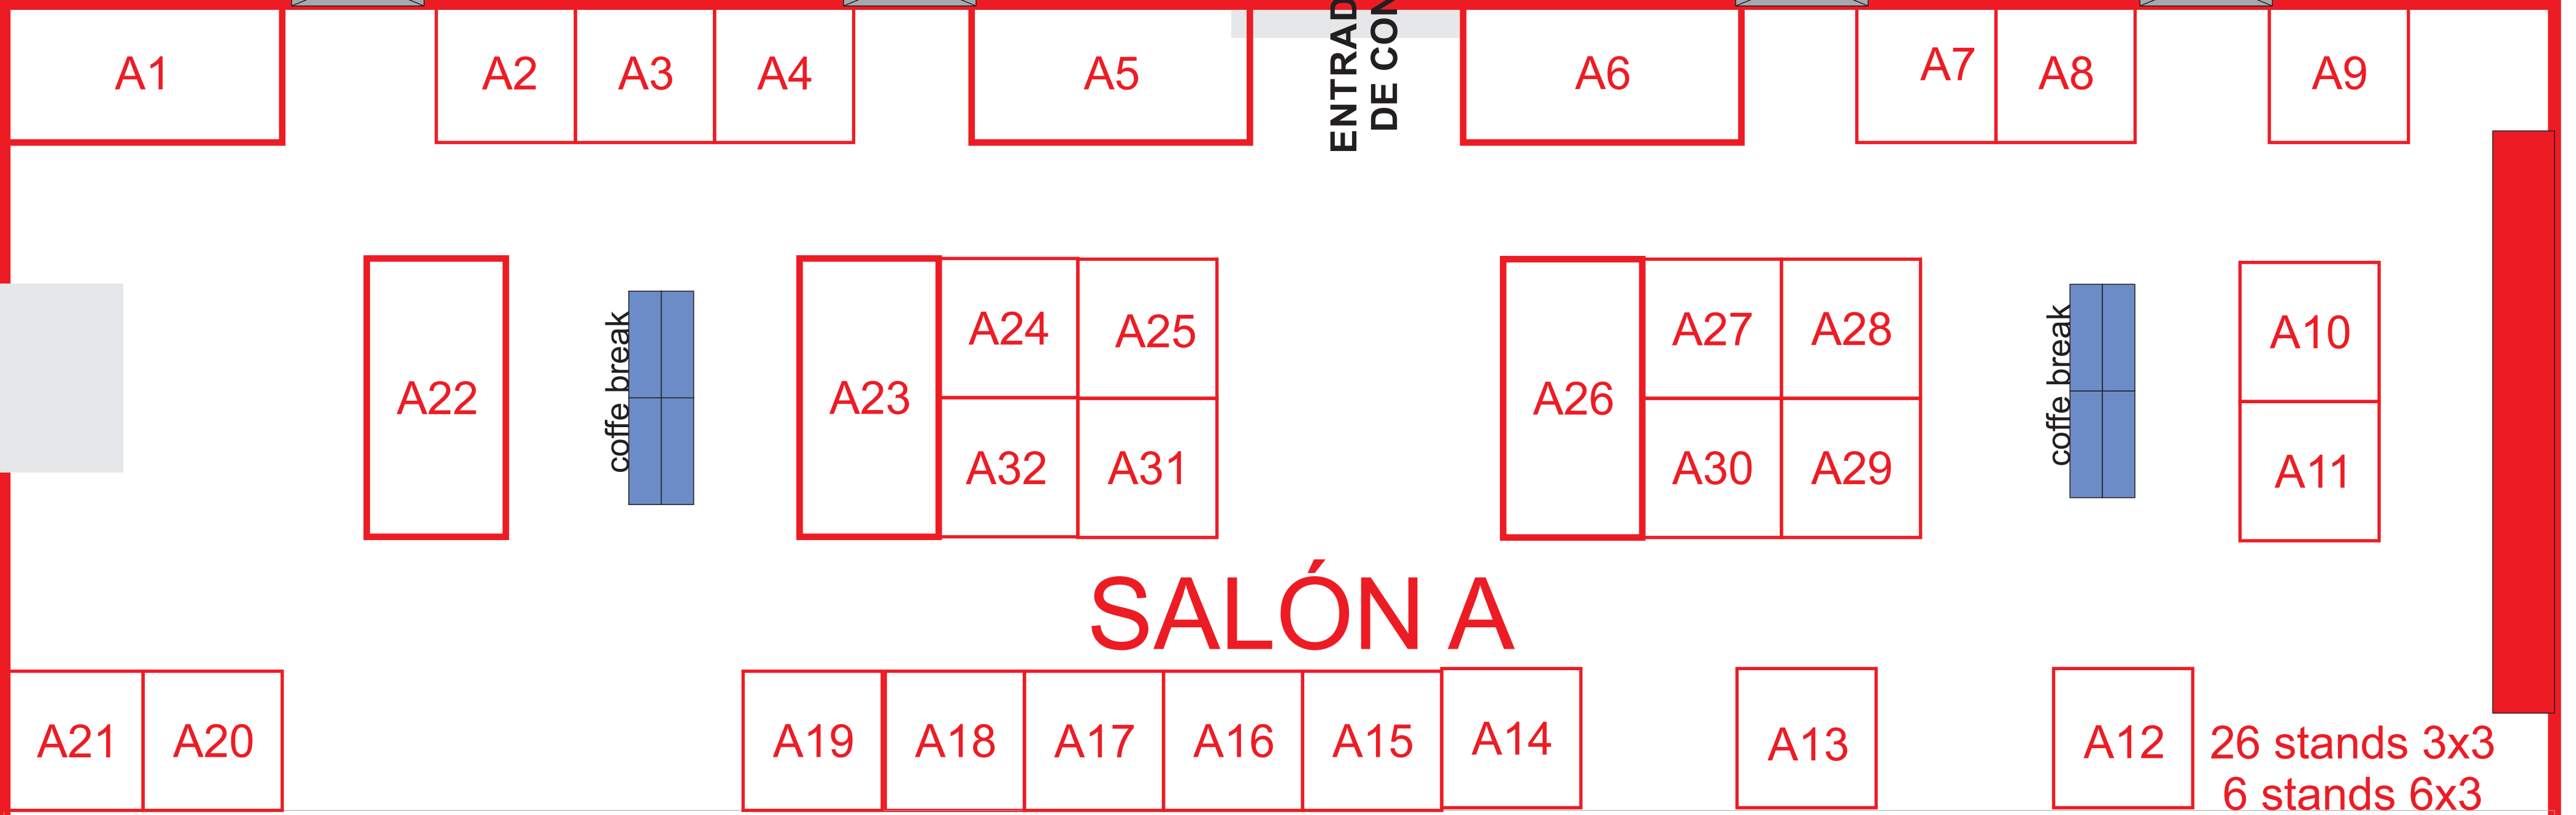 A1
A2
A3
A4
A5
ENTRAD
DE CON
A6
A7
A8
A9
A22
coffe break
A23
A24
A25
A32
A31
A26
A27
A28
A30
A29
coffe break
A10
A11
SALÓN A
A21
A20
A19
A18
A17
A16
A15
A14
A13
A12
26 stands 3x3
6 stands 6x3